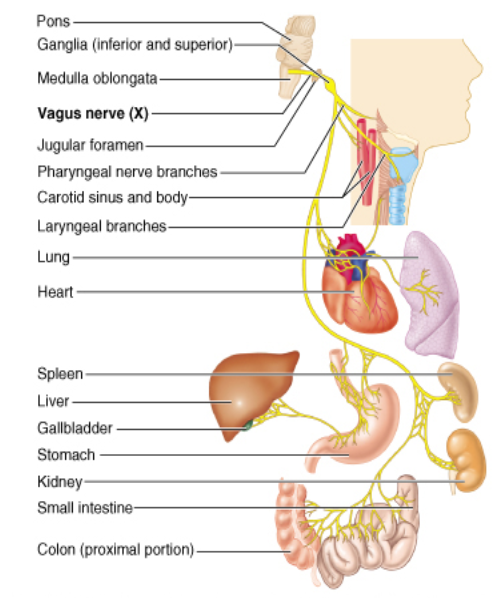 Pons
Ganglia (inferior and superior)
Medulla oblongata
Vagus nerve (X)
Jugular foramen
Pharyngeal nerve branches
Carotid sinus and body
Laryngeal branches
Lung
Heart
Spleen
Liver
Gallbladder
Stomach
Kidney
Small intestine
Colon (proximal portion)